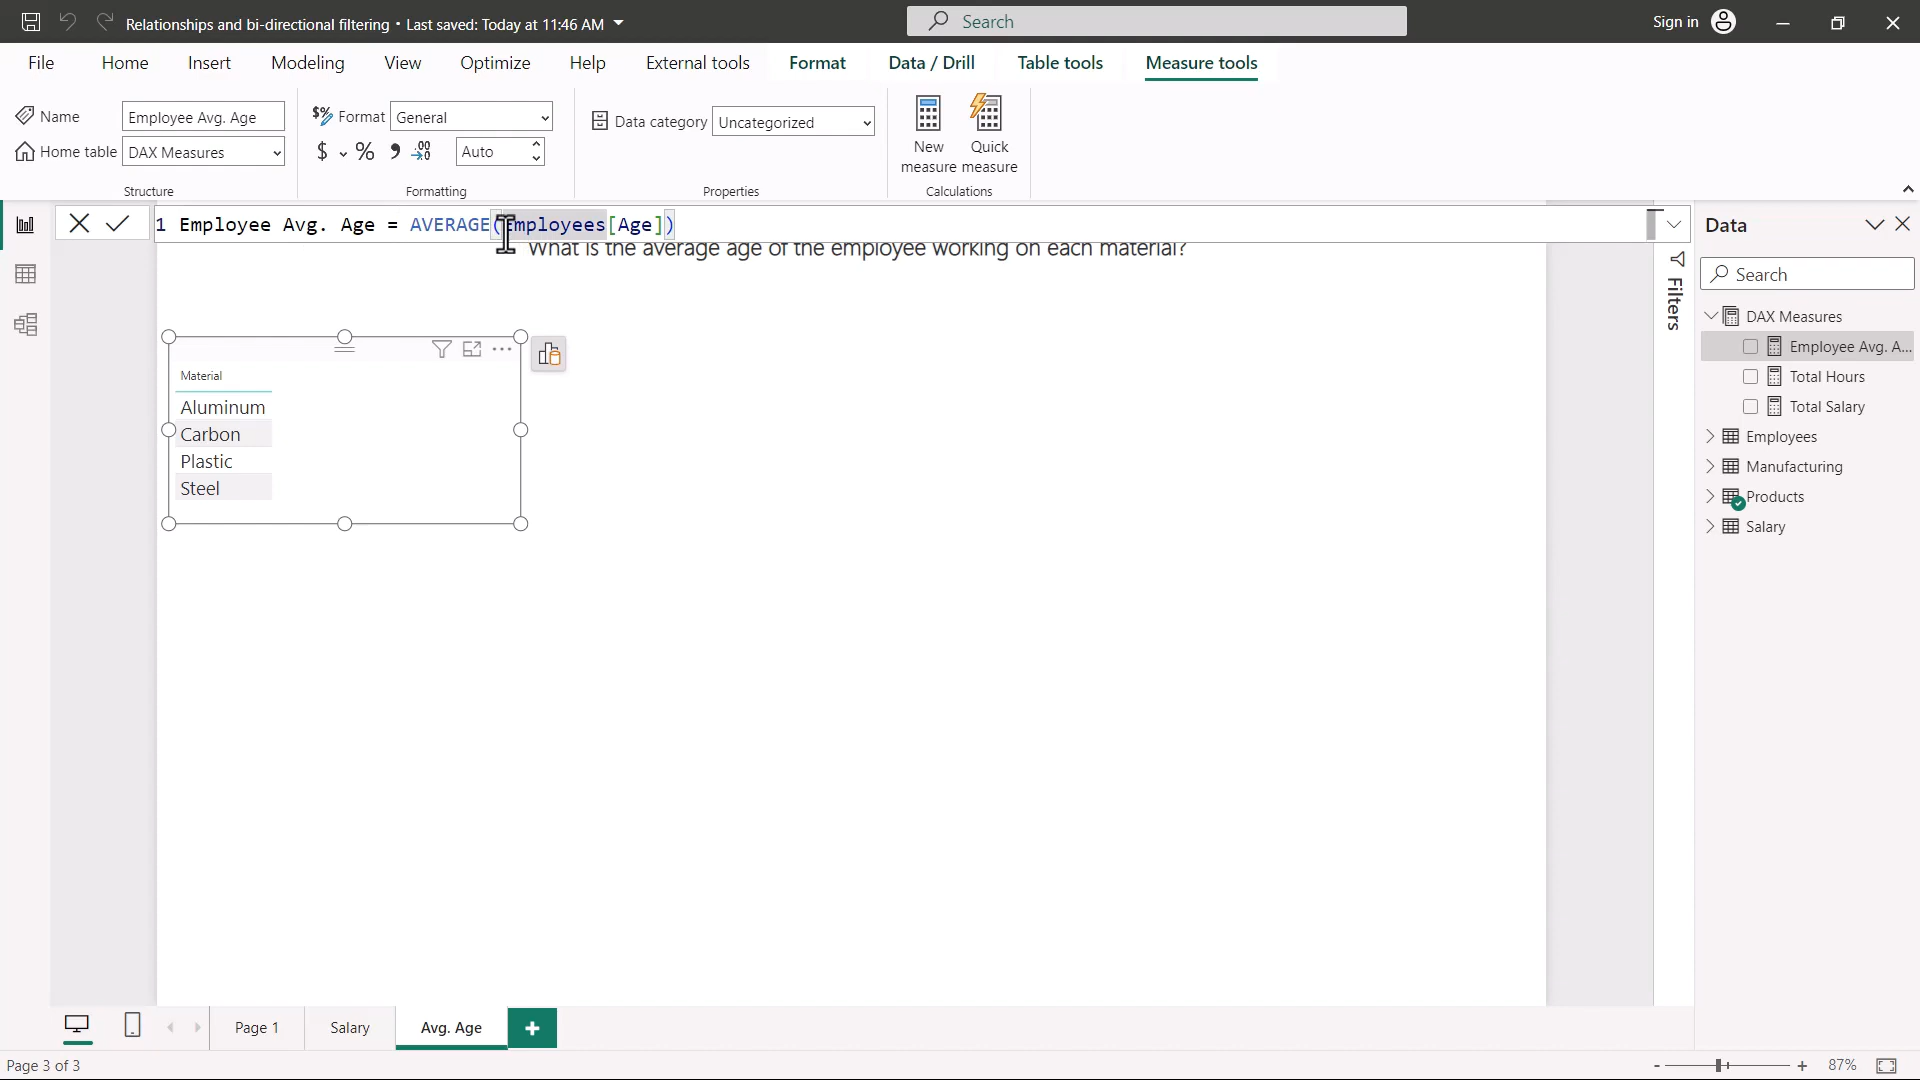 Relationships and bi-directional filtering • Last saved: Today at 11:46 AM
Search
Sign in
File
Home
Insert
Modeling
View
Optimize
Help
External tools
Format
Data / Drill
Table tools
Measure tools
Name
Employee Avg. Age
Home table
DAX Measures
Structure
$% Format
General
$ % 9 .00
Auto
Formatting
Data category
Uncategorized
Properties
New measure
Quick measure
Calculations
1 Employee Avg. Age = AVERAGE(Employees[Age])
What is the average age of the employee working on each material?
Material
Aluminum
Carbon
Plastic
Steel
Filters
Data
Search
DAX Measures
Employee Avg. A...
Total Hours
Total Salary
Employees
Manufacturing
Products
Salary
Page 1
Salary
Avg. Age
Page 3 of 3
- + 87%